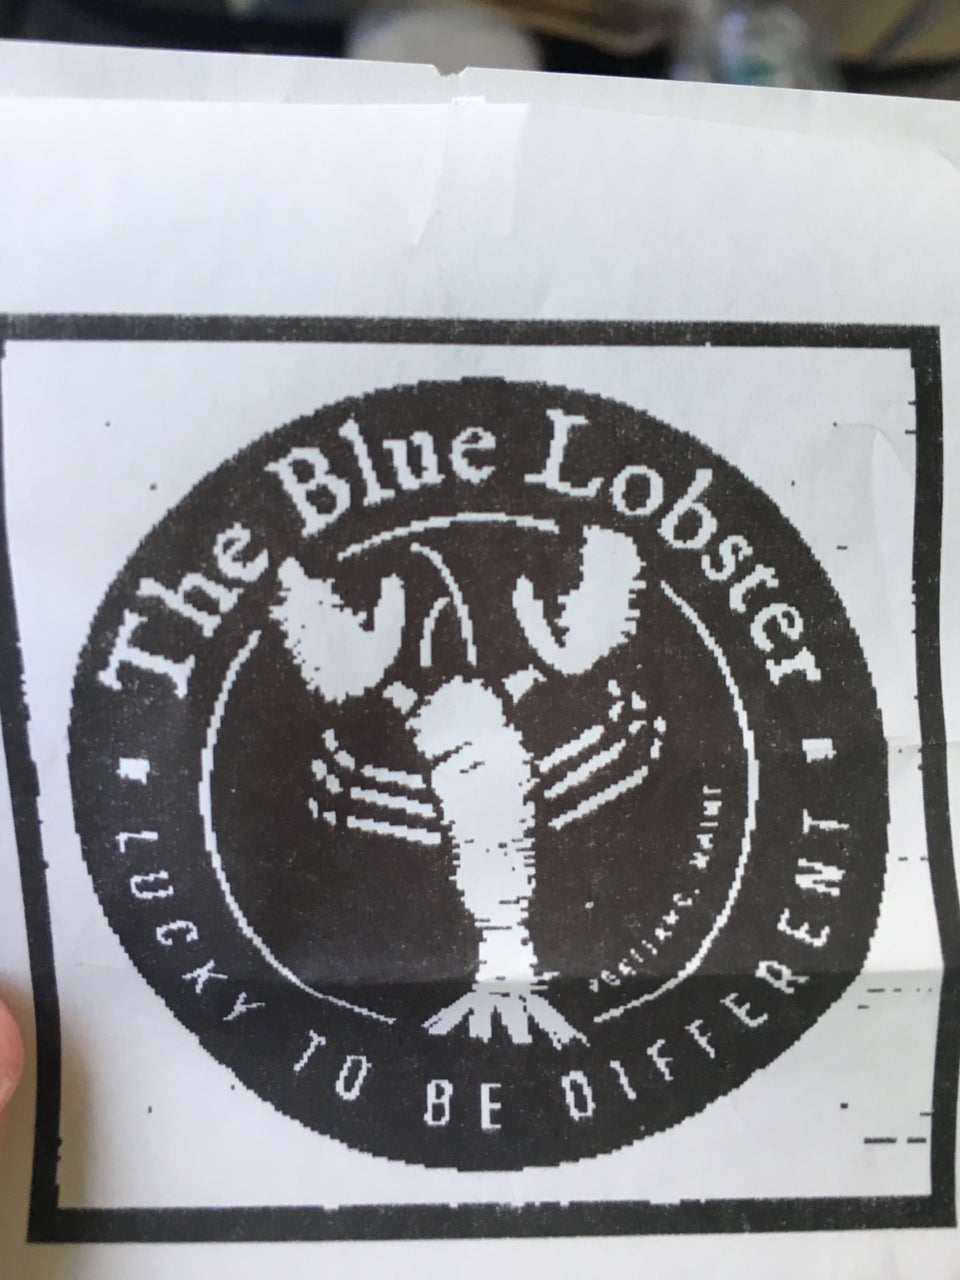 The Blue Lobster
LUCKY TO BE DIFFERENT